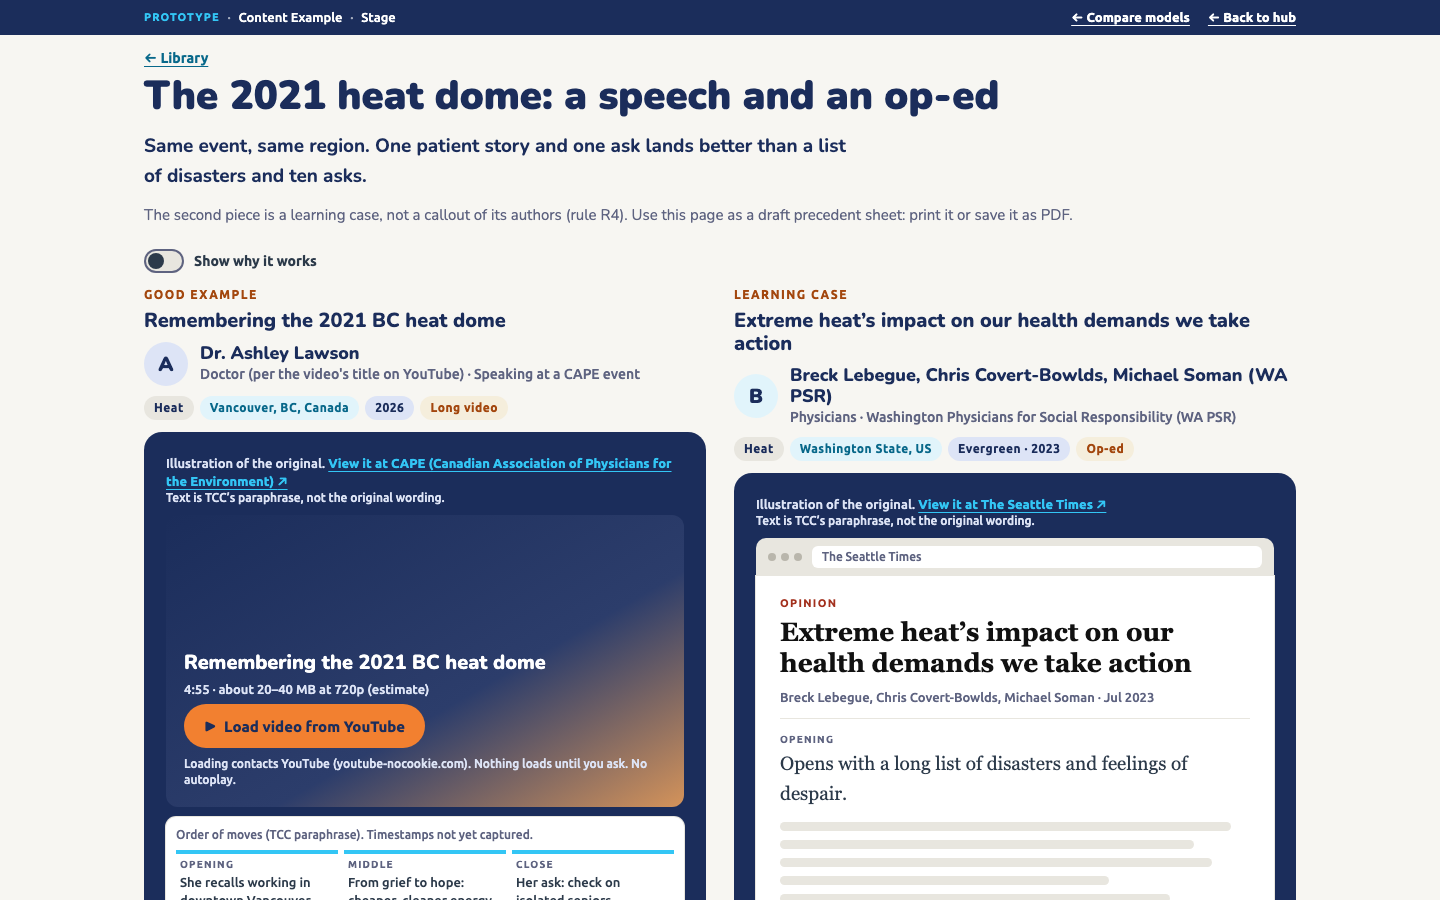 PROTOTYPE · Content Example · Stage
← Compare models ← Back to hub
← Library
The 2021 heat dome: a speech and an op-ed
Same event, same region. One patient story and one ask lands better than a list
of disasters and ten asks.
The second piece is a learning case, not a callout of its authors (rule R4). Use this page as a draft precedent sheet: print it or save it as PDF.
Show why it works
GOOD EXAMPLE
Remembering the 2021 BC heat dome
A
Dr. Ashley Lawson
Doctor (per the video's title on YouTube) · Speaking at a CAPE event
Heat Vancouver, BC, Canada 2026 Long video
Illustration of the original. View it at CAPE (Canadian Association of Physicians for
the Environment) ↗
Text is TCC’s paraphrase, not the original wording.
Remembering the 2021 BC heat dome
4:55 · about 20–40 MB at 720p (estimate)
▶ Load video from YouTube
Loading contacts YouTube (youtube-nocookie.com). Nothing loads until you ask. No
autoplay.
Order of moves (TCC paraphrase). Timestamps not yet captured.
OPENING
She recalls working in
downtown Vancouver
MIDDLE
From grief to hope:
cheaper, cleaner energy
CLOSE
Her ask: check on
isolated seniors
LEARNING CASE
Extreme heat’s impact on our health demands we take
action
B
Breck Lebegue, Chris Covert-Bowlds, Michael Soman (WA
PSR)
Physicians · Washington Physicians for Social Responsibility (WA PSR)
Heat Washington State, US Evergreen · 2023 Op-ed
Illustration of the original. View it at The Seattle Times ↗
Text is TCC’s paraphrase, not the original wording.
The Seattle Times
OPINION
Extreme heat’s impact on our
health demands we take action
Breck Lebegue, Chris Covert-Bowlds, Michael Soman · Jul 2023
OPENING
Opens with a long list of disasters and feelings of
despair.